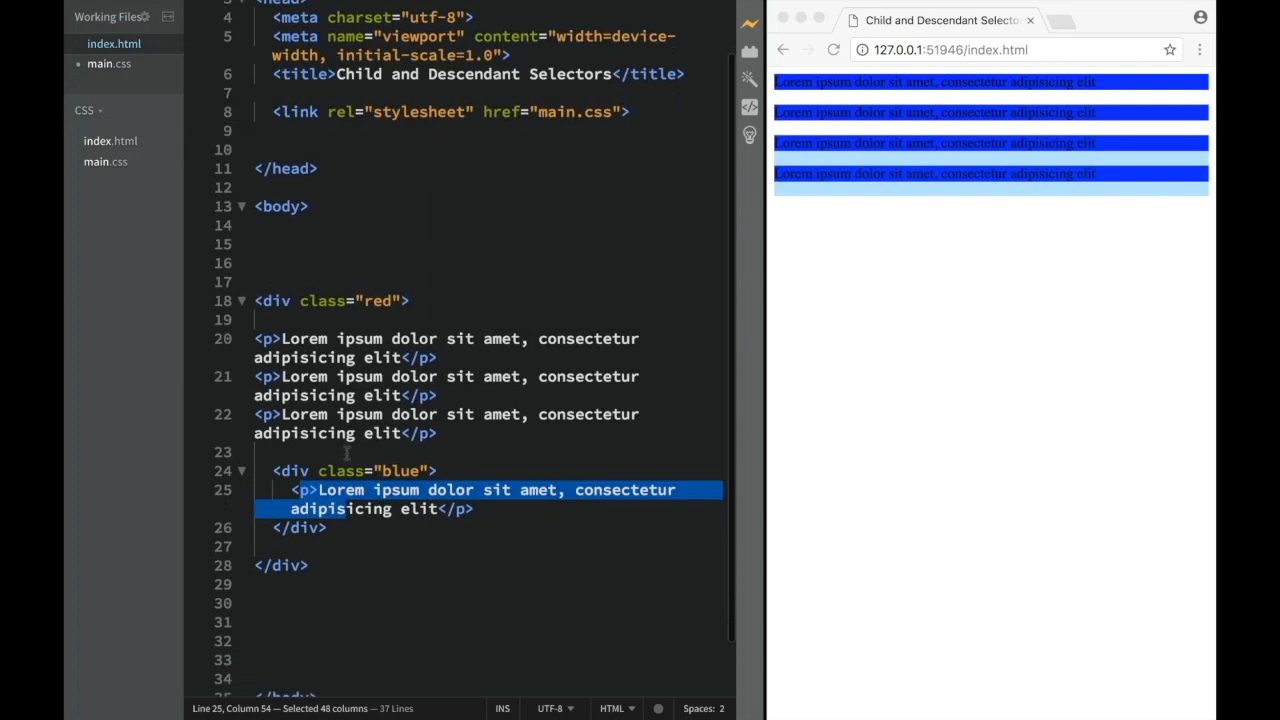 Working Files
index.html
• main.css
CSS
index.html
main.css
3 <head>
4 <meta charset="utf-8">
5 <meta name="viewport" content="width=device-
width, initial-scale=1.0">
6 <title>Child and Descendant Selectors</title>
7
8 <link rel="stylesheet" href="main.css">
9
10
11 </head>
12
13 <body>
14
15
16
17
18 <div class="red">
19
20 <p>Lorem ipsum dolor sit amet, consectetur
adipisicing elit</p>
21 <p>Lorem ipsum dolor sit amet, consectetur
adipisicing elit</p>
22 <p>Lorem ipsum dolor sit amet, consectetur
adipisicing elit</p>
23
24 <div class="blue">
25 <p>Lorem ipsum dolor sit amet, consectetur
adipisicing elit</p>
26 </div>
27
28 </div>
29
30
31
32
33
34
35 </body>
Line 25, Column 54 — Selected 48 columns — 37 Lines
INS UTF-8 HTML Spaces: 2
Child and Descendant Selecto
127.0.0.1:51946/index.html
Lorem ipsum dolor sit amet, consectetur adipisicing elit
Lorem ipsum dolor sit amet, consectetur adipisicing elit
Lorem ipsum dolor sit amet, consectetur adipisicing elit
Lorem ipsum dolor sit amet, consectetur adipisicing elit